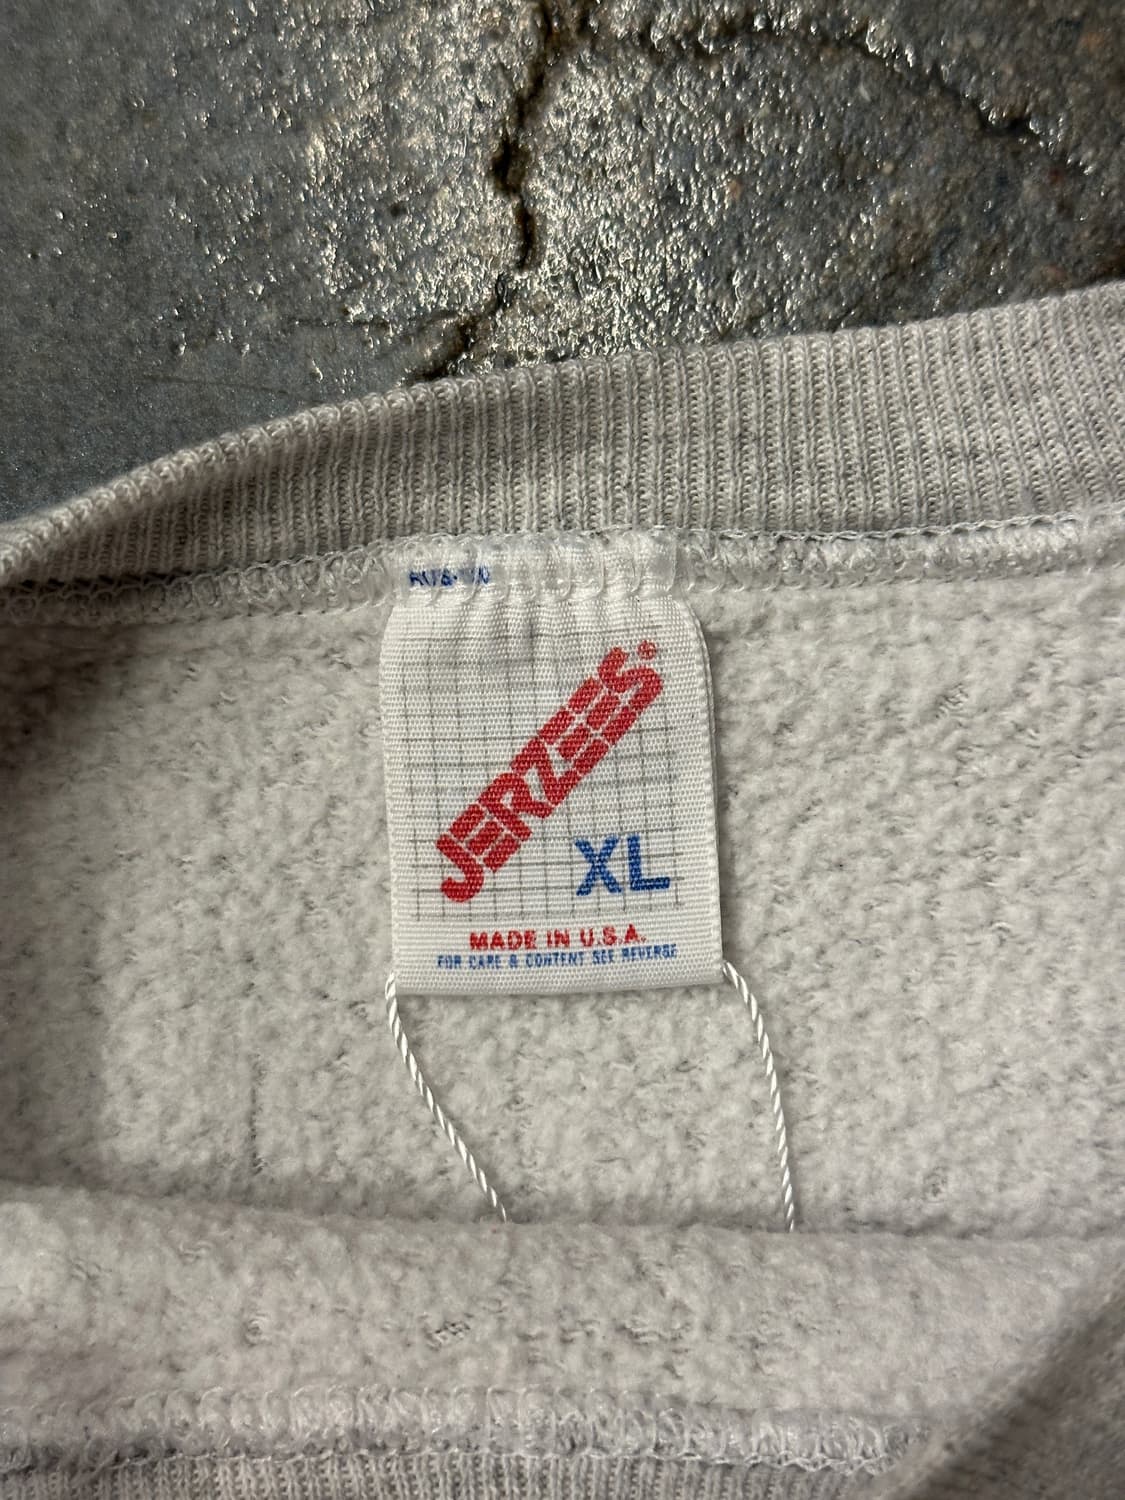 JERZEES®
XL
MADE IN U.S.A.
FOR CARE & CONTENT SEE REVERSE